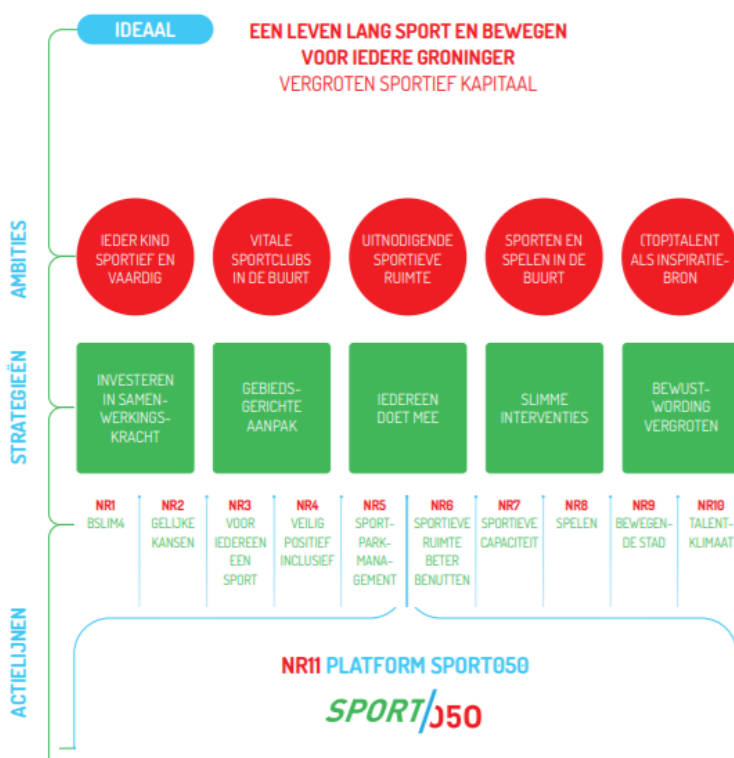 IDEAAL
EEN LEVEN LANG SPORT EN BEWEGEN
VOOR IEDERE GRONINGER
VERGROTEN SPORTIEF KAPITAAL
AMBITIES
IEDER KIND
SPORTIEF EN
VAARDIG
VITALE
SPORTCLUBS
IN DE BUURT
UITNODIGENDE
SPORTIEVE
RUIMTE
SPORTEN EN
SPELEN IN DE
BUURT
(TOP)TALENT
ALS INSPIRATIE-
BRON
STRATEGIEËN
INVESTEREN
IN SAMEN-
WERKINGS-
KRACHT
GEBIEDS-
GERICHTE
AANPAK
IEDEREEN
DOET MEE
SLIMME
INTERVENTIES
BEWUST-
WORDING
VERGROTEN
ACTIELIJNEN
NR1
BSLIM4
NR2
GELIJKE
KANSEN
NR3
VOOR
IEDEREEN
EEN
SPORT
NR4
VEILIG
POSITIEF
INCLUSIEF
NR5
SPORT-
PARK-
MANA-
GEMENT
NR6
SPORTIEVE
RUIMTE
BETER
BENUTTEN
NR7
SPORTIEVE
CAPACITEIT
NR8
SPELEN
NR9
BEWEGEN-
DE STAD
NR10
TALENT-
KLIMAAT
NR11 PLATFORM SPORT050
SPORT/050